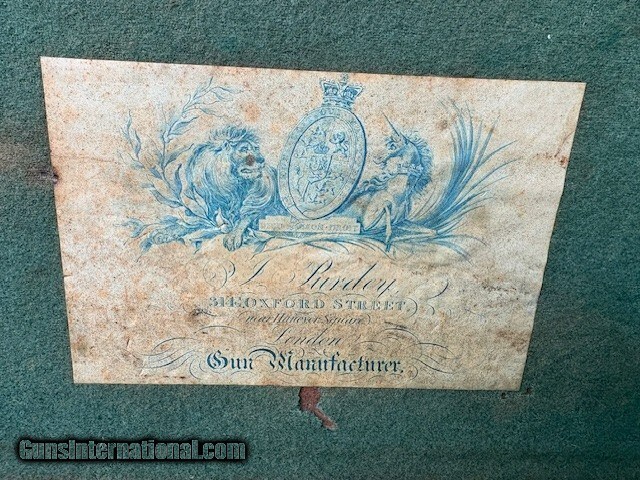 J. Purdey,
314½ OXFORD STREET,
near Hanover Square
London
Gun Manufacturer.
GunsInternational.com